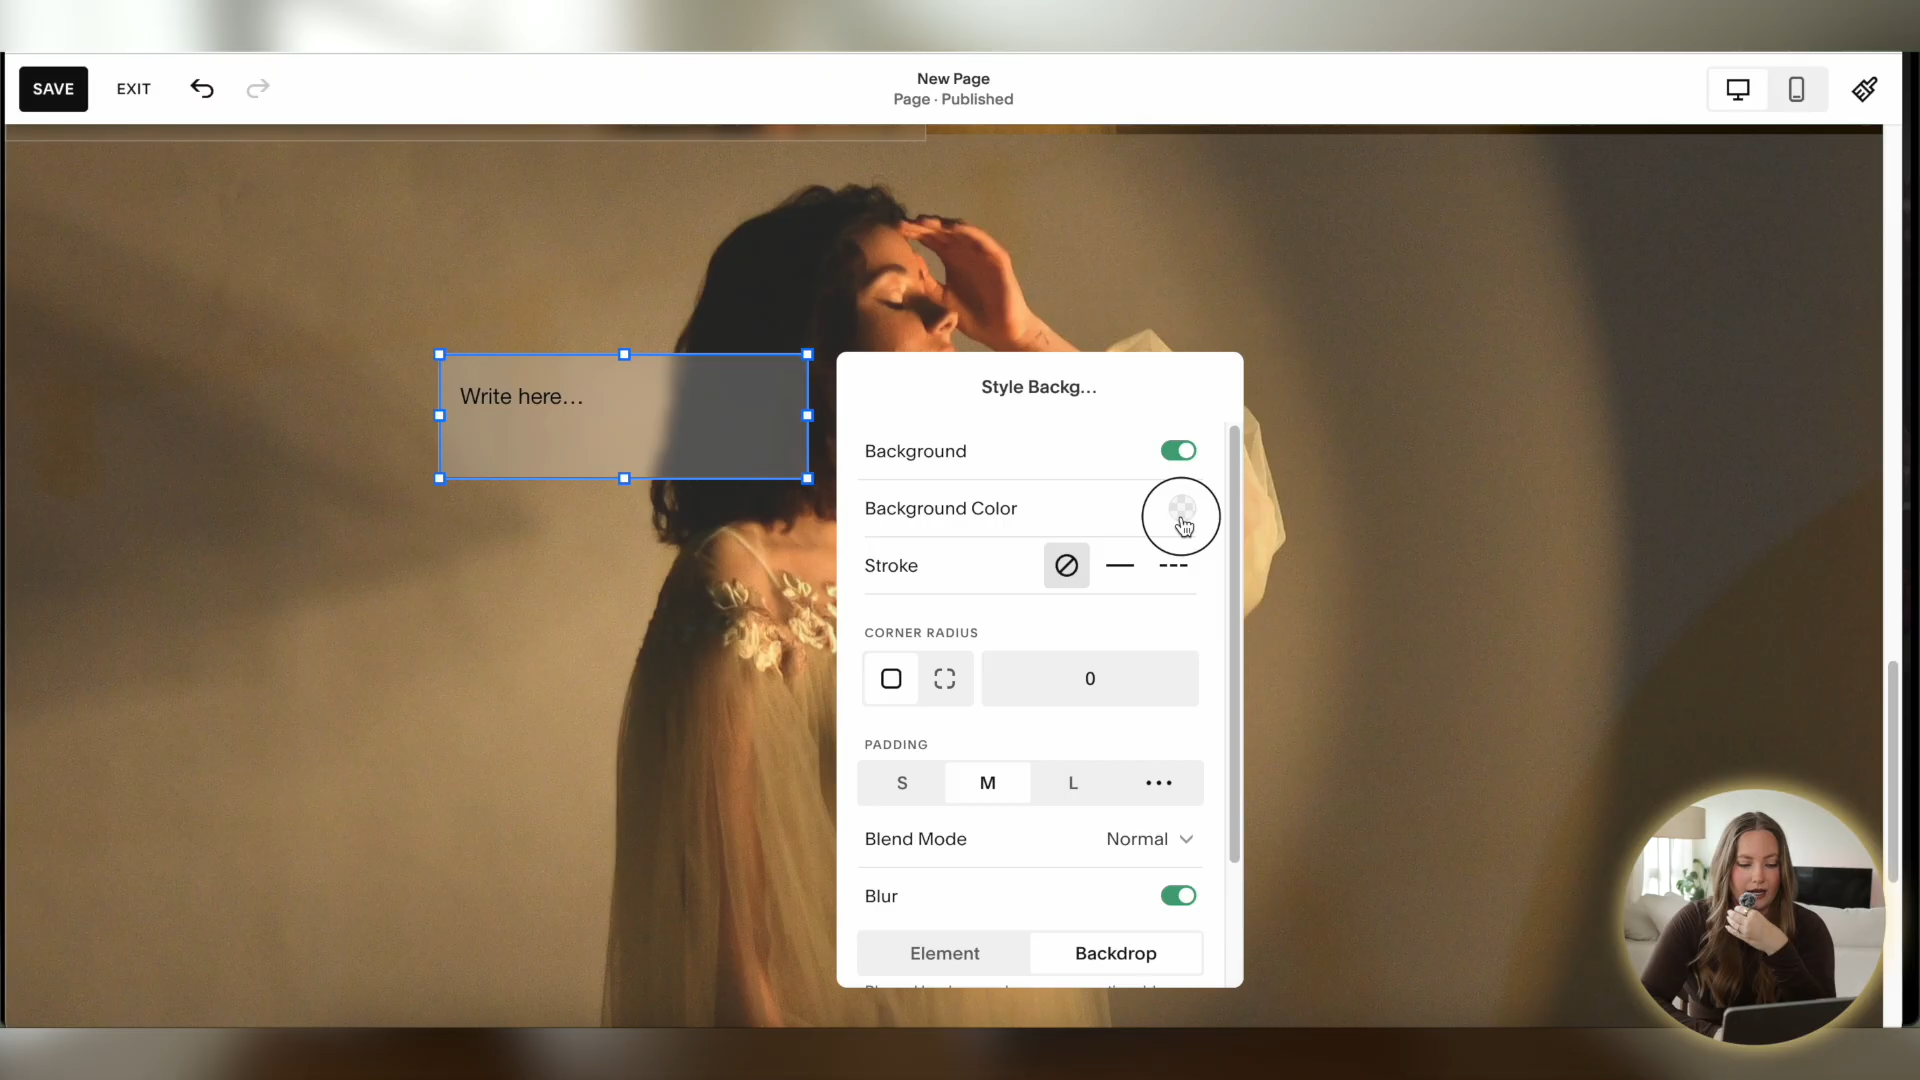 SAVE
EXIT
New Page
Page · Published
Write here...
Style Backg...
Background
Background Color
Stroke
CORNER RADIUS
0
PADDING
S
M
L
Blend Mode
Normal
Blur
Element
Backdrop